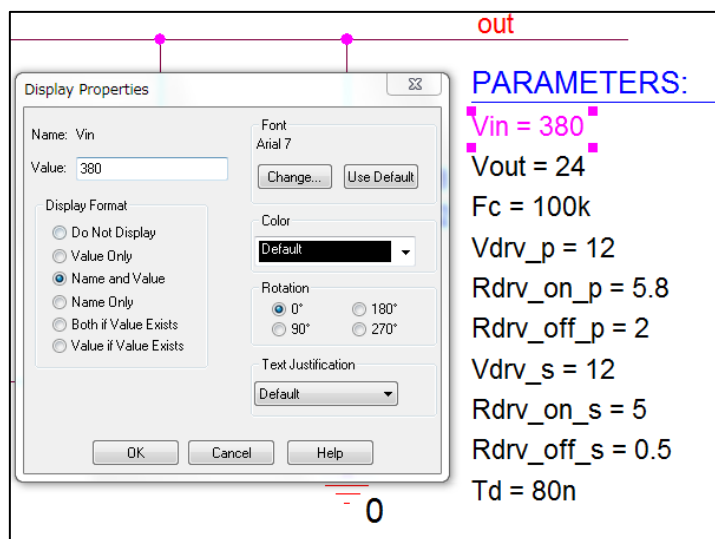 out
Display Properties
Name: Vin
Value: 380
Display Format
Do Not Display
Value Only
Name and Value
Name Only
Both if Value Exists
Value if Value Exists
Font
Arial 7
Change... Use Default
Color
Default
Rotation
0° 180°
90° 270°
Text Justification
Default
OK Cancel Help
0
PARAMETERS:
Vin = 380
Vout = 24
Fc = 100k
Vdrv_p = 12
Rdrv_on_p = 5.8
Rdrv_off_p = 2
Vdrv_s = 12
Rdrv_on_s = 5
Rdrv_off_s = 0.5
Td = 80n